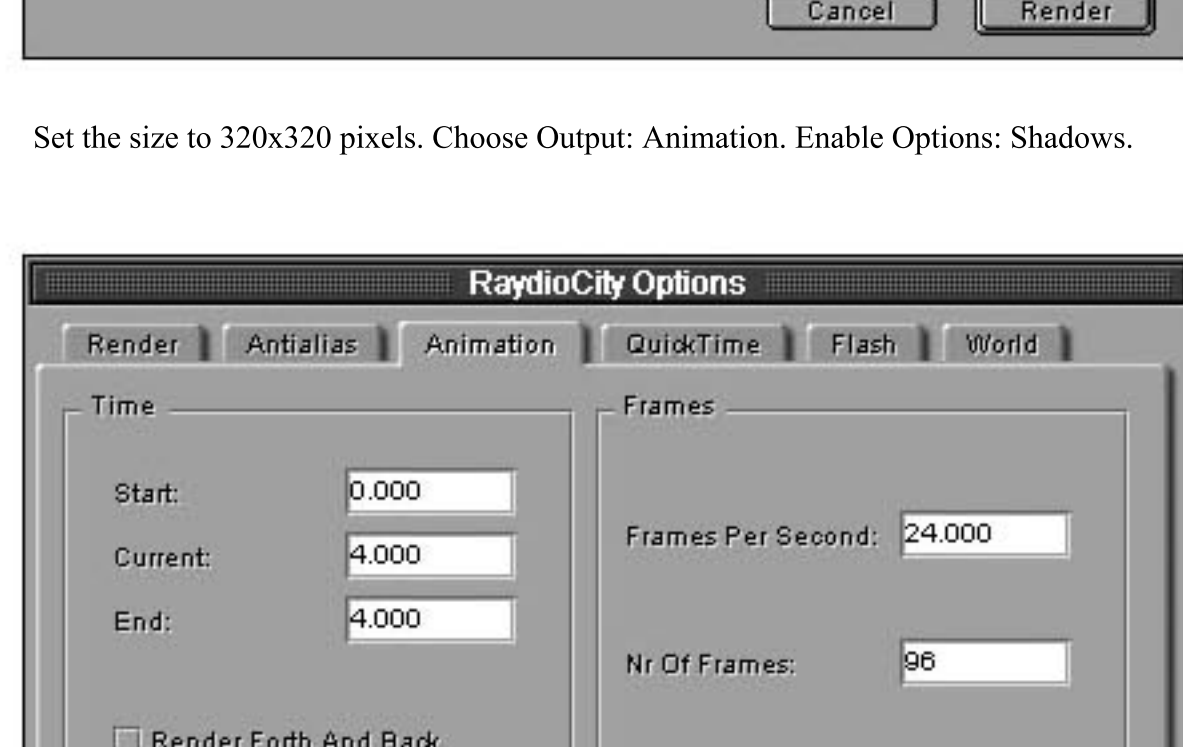 Cancel Render
Set the size to 320x320 pixels. Choose Output: Animation. Enable Options: Shadows.
RaydioCity Options
Render Antialias Animation QuickTime Flash World
Time
Start: 0.000
Current: 4.000
End: 4.000
Render Forth And Back
Frames
Frames Per Second: 24.000
Nr Of Frames: 96